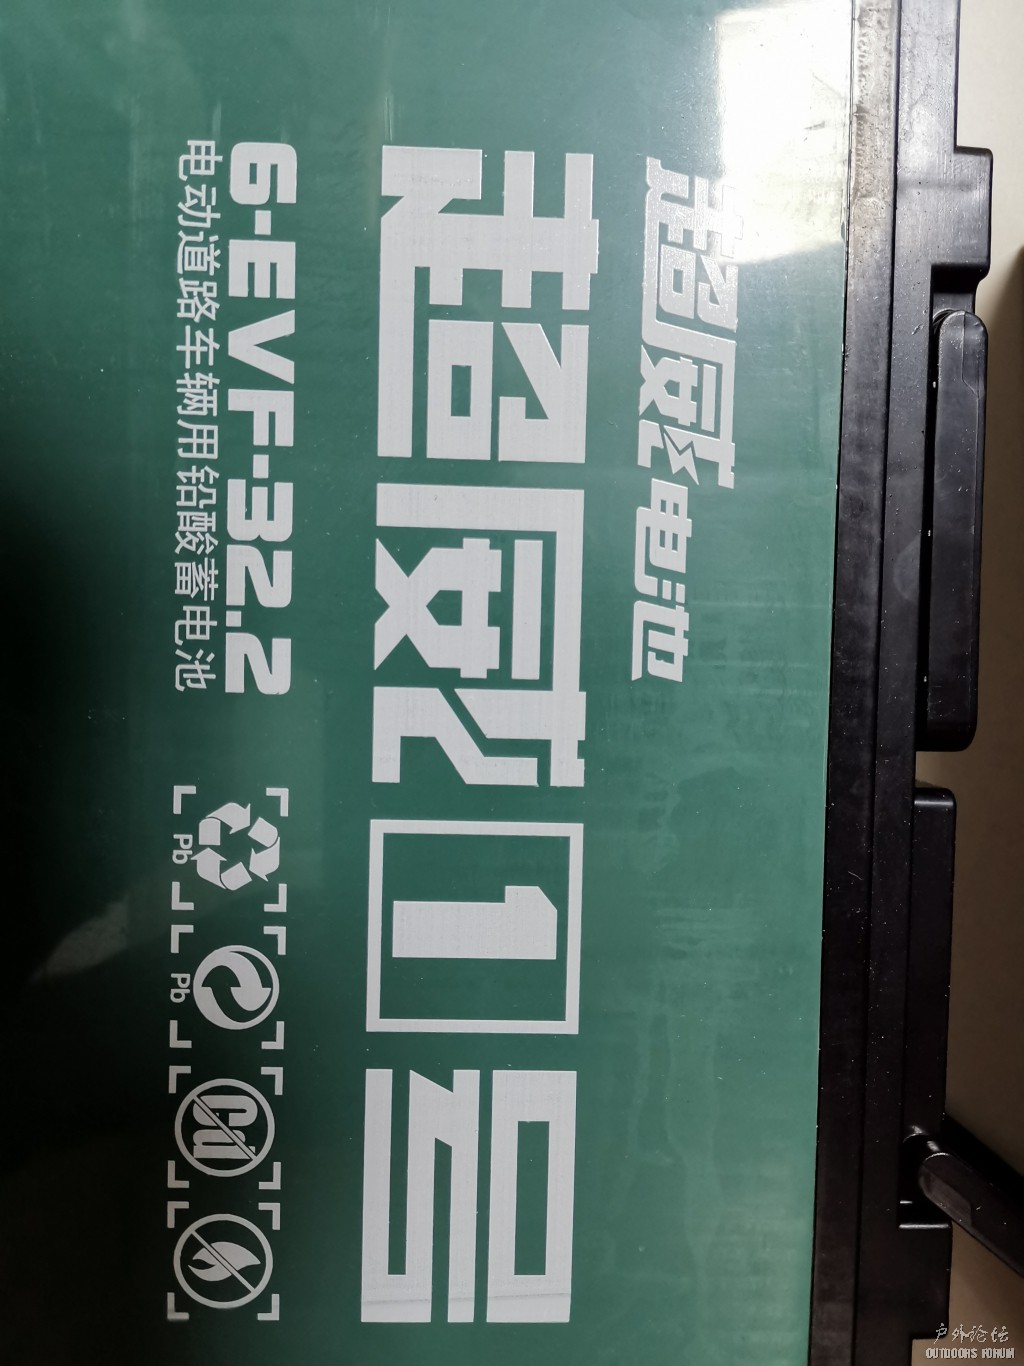 超威电池
超威1号
6-EVF-32.2
电动道路车辆用铅酸蓄电池
Pb
Pb
Cd
户外论坛
OUTDOORS FORUM